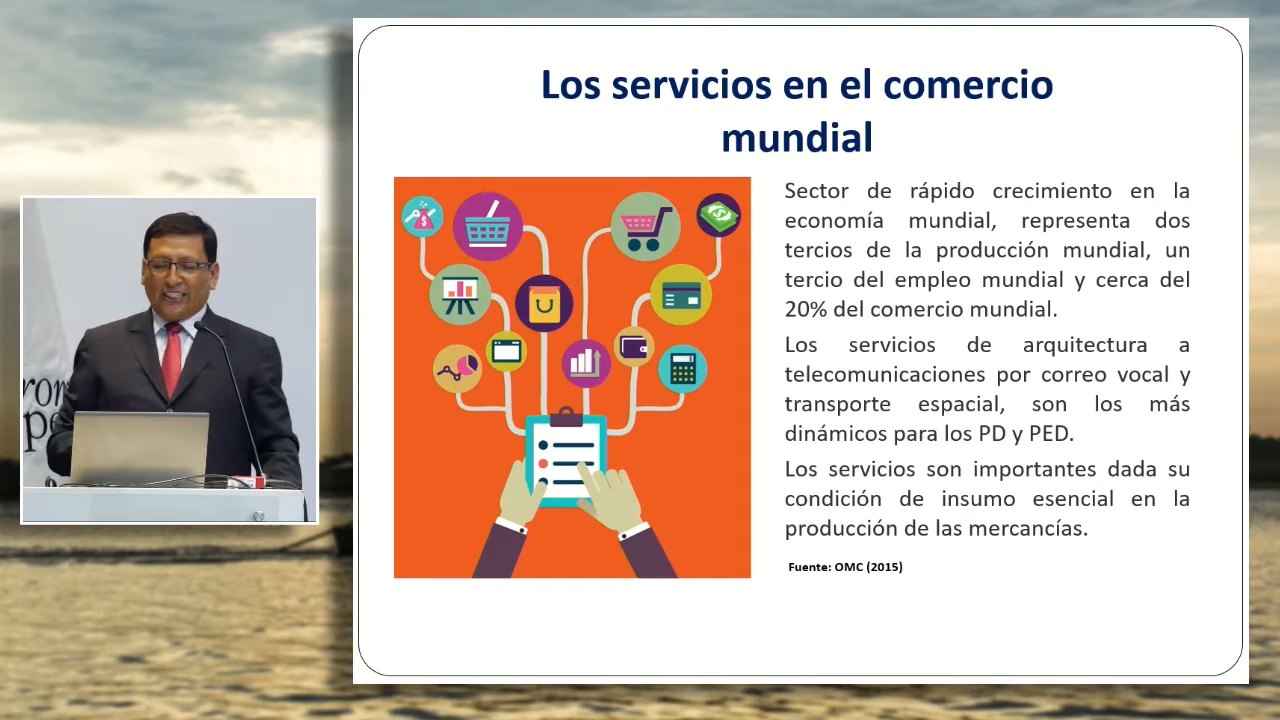 Los servicios en el comercio
mundial
Sector de rápido crecimiento en la
economía mundial, representa dos
tercios de la producción mundial, un
tercio del empleo mundial y cerca del
20% del comercio mundial.
Los servicios de arquitectura a
telecomunicaciones por correo vocal y
transporte espacial, son los más
dinámicos para los PD y PED.
Los servicios son importantes dada su
condición de insumo esencial en la
producción de las mercancías.
Fuente: OMC (2015)